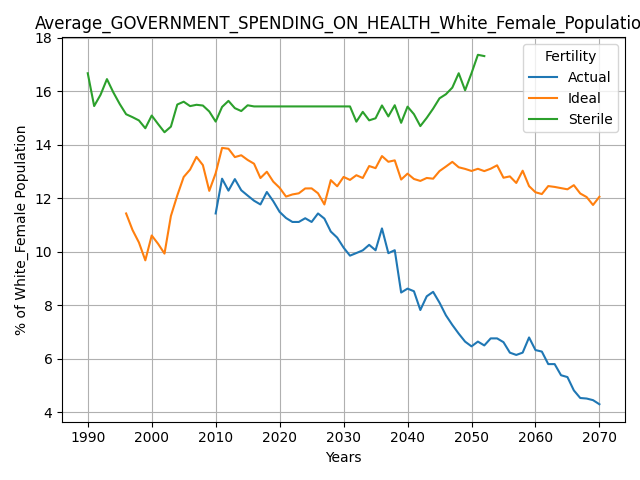 Average_GOVERNMENT_SPENDING_ON_HEALTH_White_Female_Populatio
18
16
14
12
10
8
6
4
% of White_Female Population
Fertility
Actual
Ideal
Sterile
1990 2000 2010 2020 2030 2040 2050 2060 2070
Years